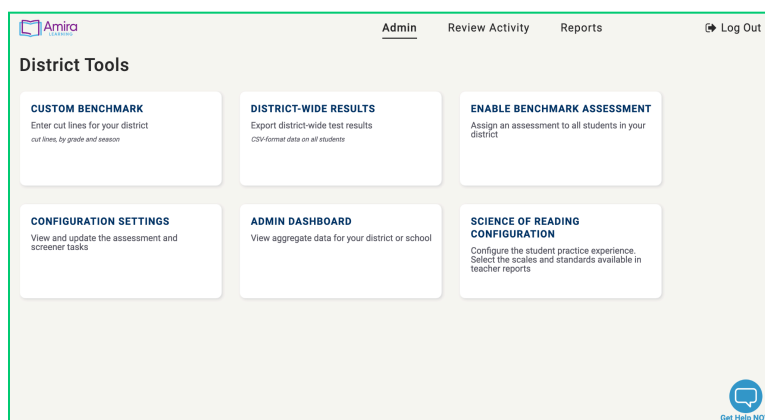 Amira
LEARNING
Admin
Review Activity
Reports
Log Out
District Tools
CUSTOM BENCHMARK
Enter cut lines for your district
cut lines, by grade and season
DISTRICT-WIDE RESULTS
Export district-wide test results
CSV-format data on all students
ENABLE BENCHMARK ASSESSMENT
Assign an assessment to all students in your
district
CONFIGURATION SETTINGS
View and update the assessment and
screener tasks
ADMIN DASHBOARD
View aggregate data for your district or school
SCIENCE OF READING
CONFIGURATION
Configure the student practice experience.
Select the scales and standards available in
teacher reports
Get Help NO